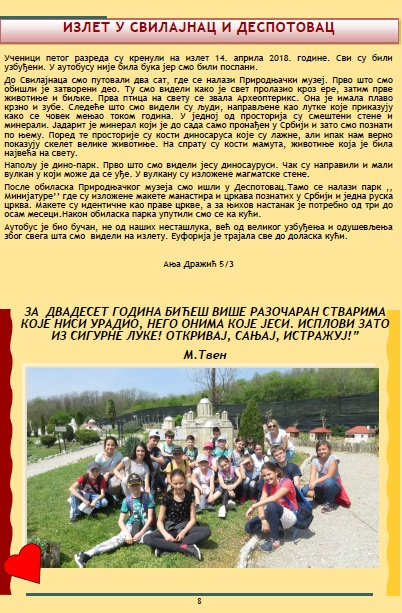 ИЗЛЕТ У СВИЛАЈНАЦ И ДЕСПОТОВАЦ
Ученици петог разреда су кренули на излет 14. априла 2018. године. Сви су били
узбуђени. У аутобусу није била бука јер смо били поспани.
До Свилајнаца смо путовали два сат, где се налази Природњачки музеј. Прво што смо
обишли је затворени део. Ту смо видели како је свет пролазио кроз ере, затим прве
животиње и биљке. Прва птица на свету се звала Археоптерикс. Она је имала плаво
крзно и зубе. Следеће што смо видели су људи, направљене као лутке које приказују
како се човек мењао током година. У једној од просторија су смештени стене и
минерали. Јадарит је минерал који је до сада само пронађен у Србији и зато смо познати
по њему. Поред те просторије су кости диносаруса које су лажне, али ипак нам верно
показују скелет велике животиње. На спрату су кости мамута, животиња која је била
највећа на свету.
Напољу је дино-парк. Прво што смо видели јесу диносауруси. Чак су направили и мали
вулкан у који може да се уђе. У вулкану су изложене магматске стене.
После обиласка Природњачког музеја смо ишли у Деспотовац.Тамо се налази парк ,,
Минијатуре’’ где су изложене макете манастира и цркава познатих у Србији и једна руска
црква. Макете су идентичне као праве цркве, а за њихов настанак је потребно од три до
осам месеци.Након обиласка парка упутили смо се ка кући.
Аутобус је био бучан, не од наших несташлука, већ од великог узбуђења и одушевљења
због свега шта смо видели на излету. Еуфорија је трајала све до доласка кући.
Ања Дражић 5/3
ЗА ДВАДЕСЕТ ГОДИНА БИЋЕШ ВИШЕ РАЗОЧАРАН СТВАРИМА
КОЈЕ НИСИ УРАДИО, НЕГО ОНИМА КОЈЕ ЈЕСИ. ИСПЛОВИ ЗАТО
ИЗ СИГУРНЕ ЛУКЕ! ОТКРИВАЈ, САЊАЈ, ИСТРАЖУЈ!”
М.Твен
8